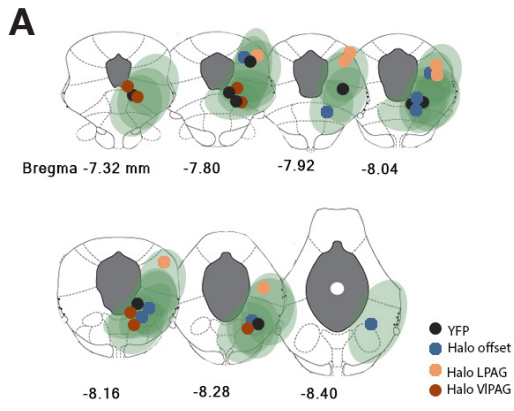 A
Bregma -7.32 mm
-7.80
-7.92
-8.04
-8.16
-8.28
-8.40
YFP
Halo offset
Halo LPAG
Halo VlPAG